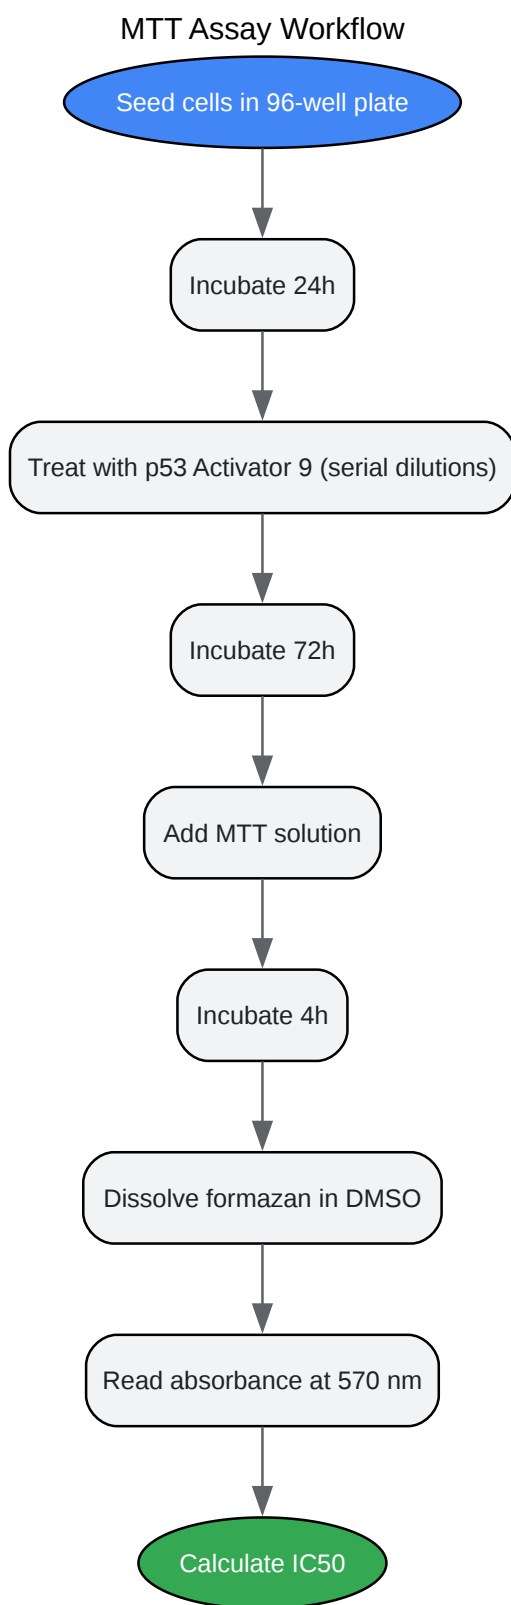 MTT Assay Workflow
Seed cells in 96-well plate
Incubate 24h
Treat with p53 Activator 9 (serial dilutions)
Incubate 72h
Add MTT solution
Incubate 4h
Dissolve formazan in DMSO
Read absorbance at 570 nm
Calculate IC50